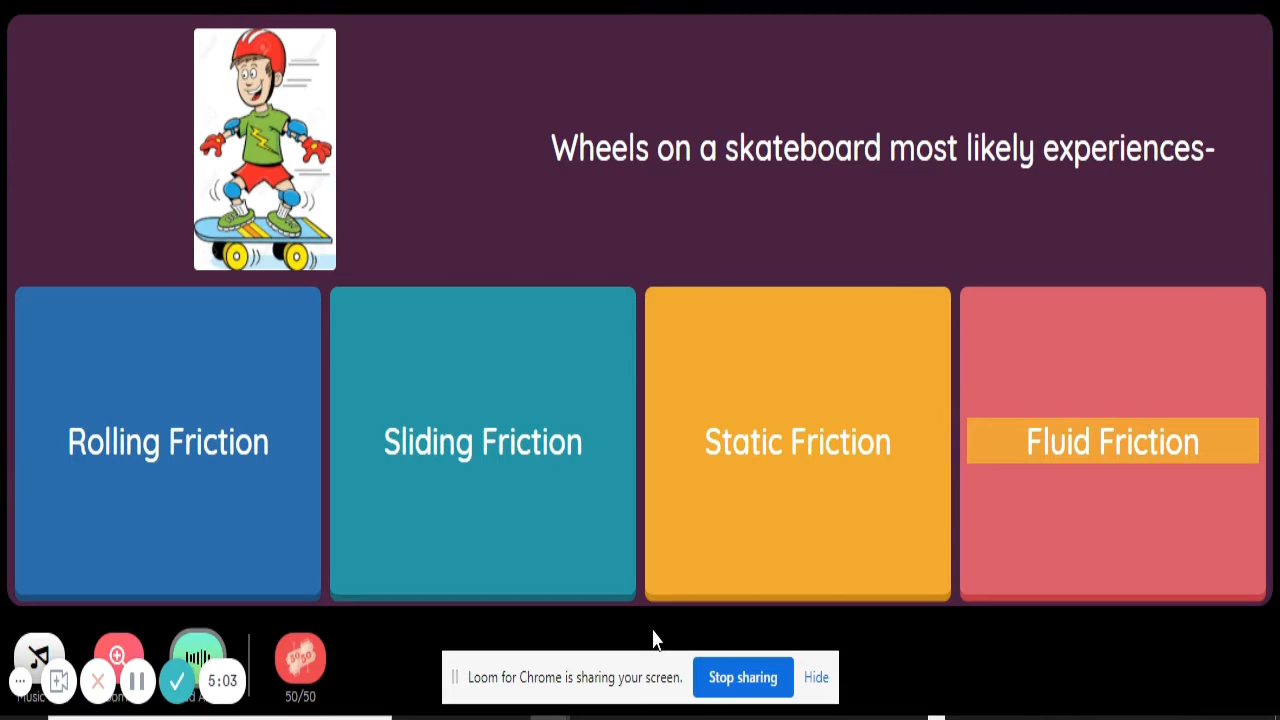 Wheels on a skateboard most likely experiences-
Rolling Friction
Sliding Friction
Static Friction
Fluid Friction
5:03
Music
50/50
Loom for Chrome is sharing your screen.
Stop sharing
Hide